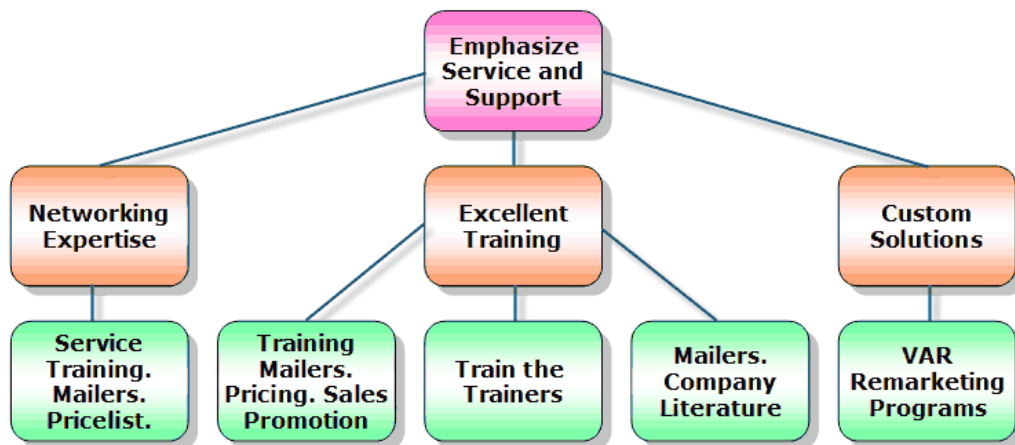 Emphasize
Service and
Support
Networking
Expertise
Excellent
Training
Custom
Solutions
Service
Training.
Mailers.
Pricelist.
Training
Mailers.
Pricing. Sales
Promotion
Train the
Trainers
Mailers.
Company
Literature
VAR
Remarketing
Programs